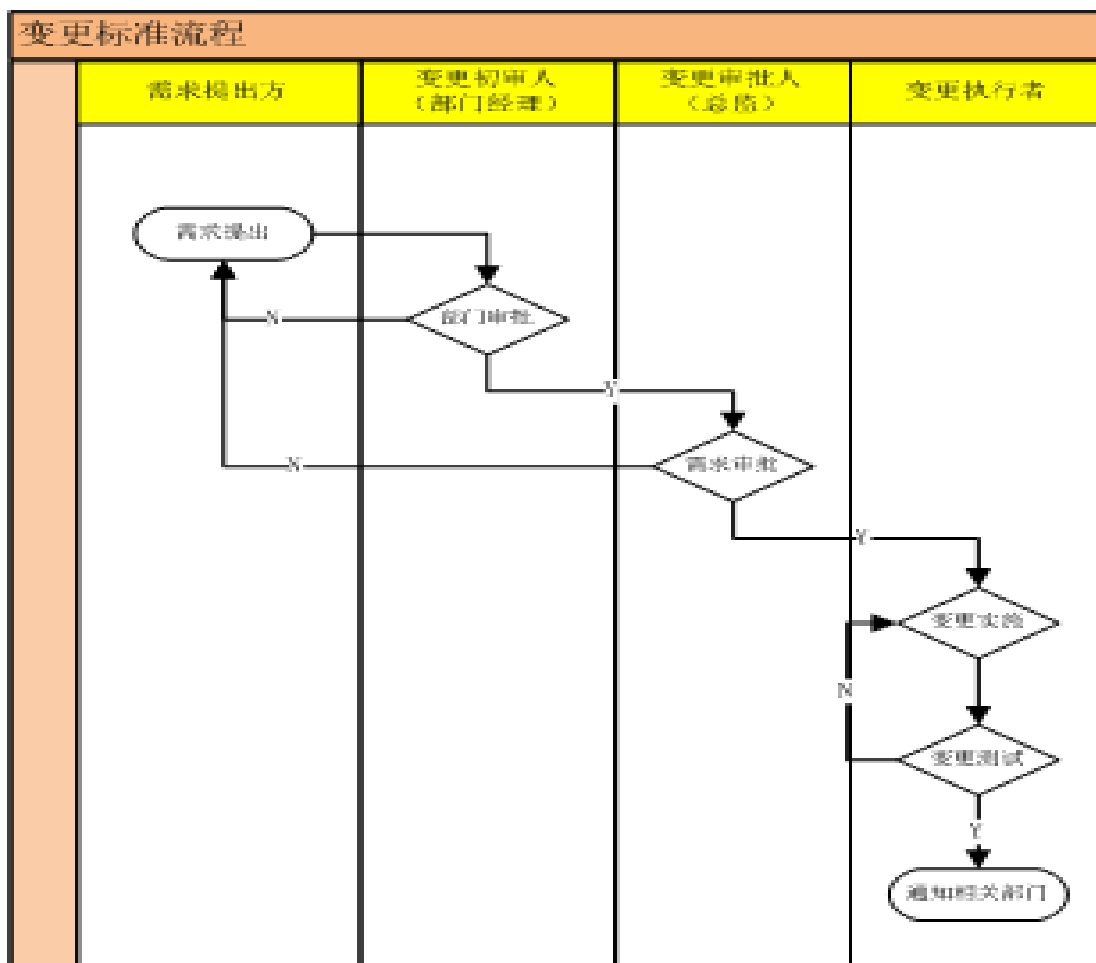 变更标准流程
需求提出方
变更初审人
（部门经理）
变更审批人
（总监）
变更执行者
需求提出
部门审批
N
Y
需求审批
N
Y
变更实施
N
变更测试
Y
通知相关部门